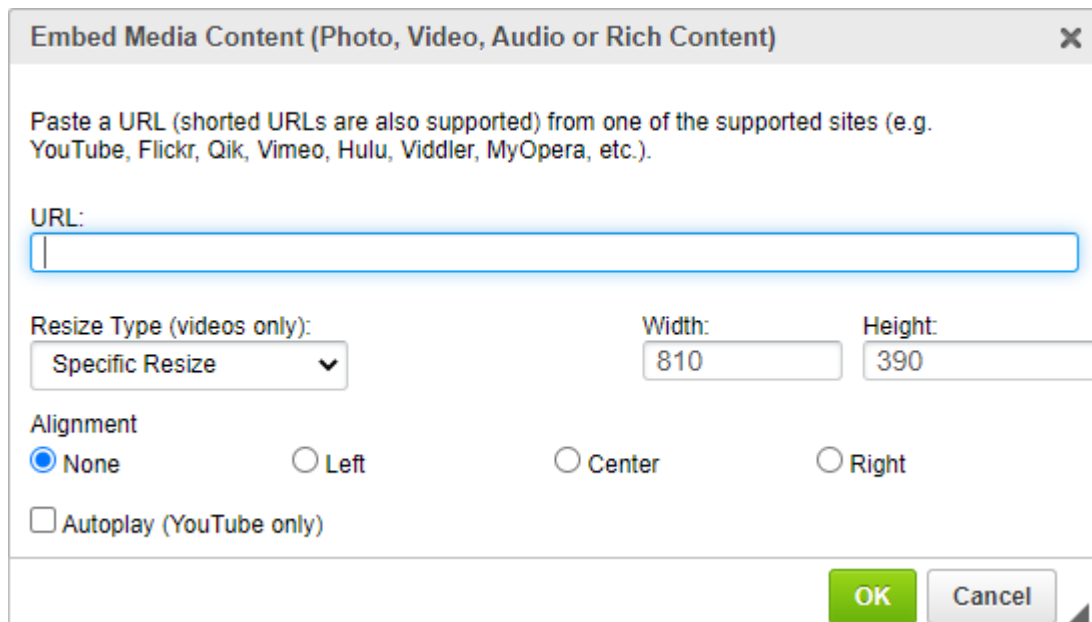 Embed Media Content (Photo, Video, Audio or Rich Content)
Paste a URL (shorted URLs are also supported) from one of the supported sites (e.g.
YouTube, Flickr, Qik, Vimeo, Hulu, Viddler, MyOpera, etc.).
URL:
Resize Type (videos only): Width: Height:
Specific Resize 810 390
Alignment
None Left Center Right
Autoplay (YouTube only)
OK Cancel